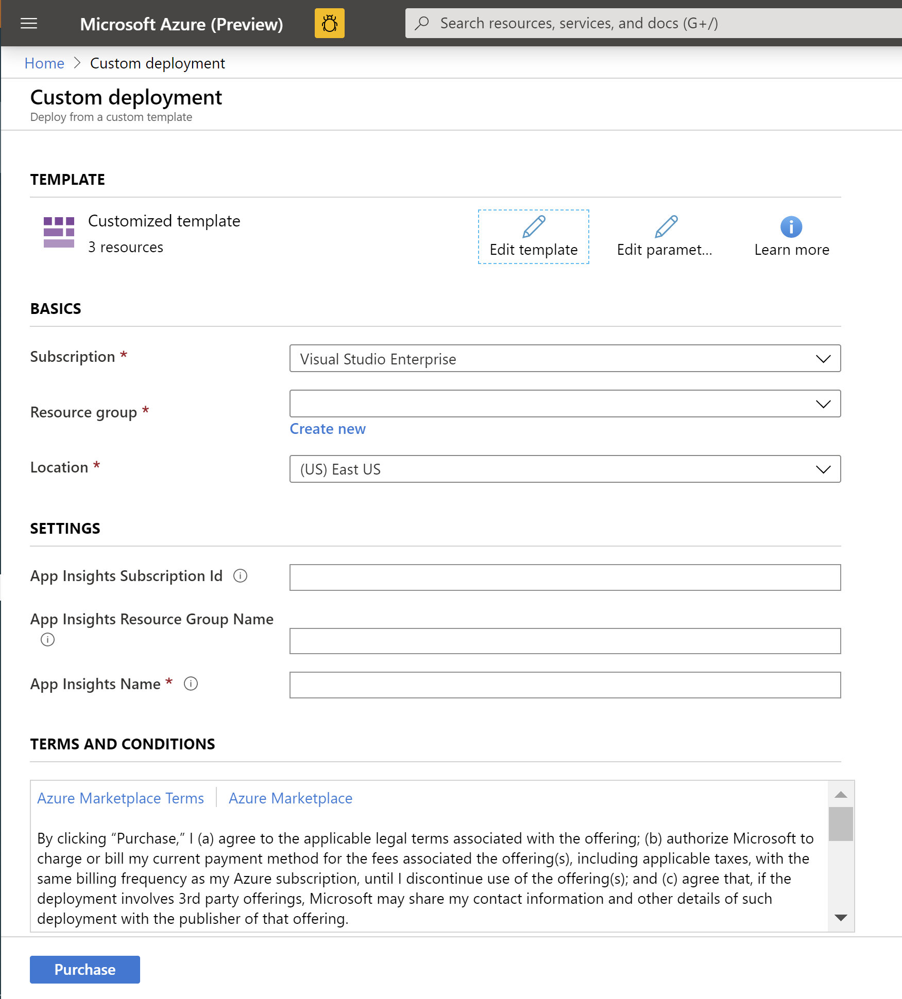 Microsoft Azure (Preview)
Search resources, services, and docs (G+/)
Home > Custom deployment
Custom deployment
Deploy from a custom template
TEMPLATE
Customized template
3 resources
Edit template
Edit paramet...
Learn more
BASICS
Subscription *
Visual Studio Enterprise
Resource group *
Create new
Location *
(US) East US
SETTINGS
App Insights Subscription Id
App Insights Resource Group Name
App Insights Name *
TERMS AND CONDITIONS
Azure Marketplace Terms | Azure Marketplace
By clicking “Purchase,” I (a) agree to the applicable legal terms associated with the offering; (b) authorize Microsoft to
charge or bill my current payment method for the fees associated the offering(s), including applicable taxes, with the
same billing frequency as my Azure subscription, until I discontinue use of the offering(s); and (c) agree that, if the
deployment involves 3rd party offerings, Microsoft may share my contact information and other details of such
deployment with the publisher of that offering.
Purchase